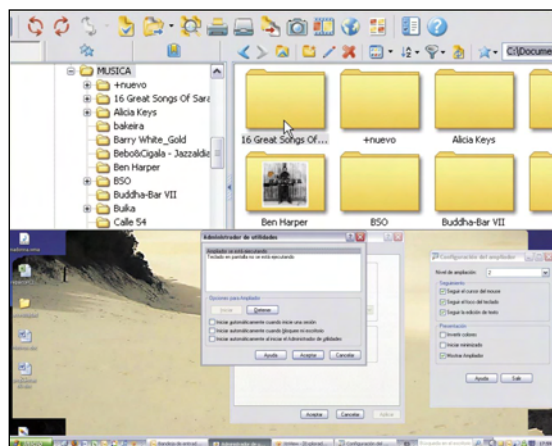 C:\Docume
MUSICA
+nuevo
16 Great Songs Of Sara
Alicia Keys
bakeira
Barry White_Gold
Bebo&Cigala - Jazzaldia
Ben Harper
BSO
Buddha-Bar VII
Buika
Calle 54
16 Great Songs Of...
+nuevo
Alicia Keys
Ben Harper
BSO
Buddha-Bar VII
Administrador de utilidades
Ampliador se está ejecutando
Teclado en pantalla no se está ejecutando
Opciones para Ampliador
Iniciar
Detener
Iniciar automáticamente cuando inicie una sesión
Iniciar automáticamente cuando bloquee el escritorio
Iniciar automáticamente al iniciar el Administrador de utilidades
Ayuda
Aceptar
Cancelar
Aceptar
Cancelar
Aplicar
Configuración del ampliador
Nivel de ampliación:
2
Seguimiento
Seguir el cursor del mouse
Seguir el foco del teclado
Seguir la edición de texto
Presentación
Invertir colores
Iniciar minimizado
Mostrar Ampliador
Ayuda
Salir